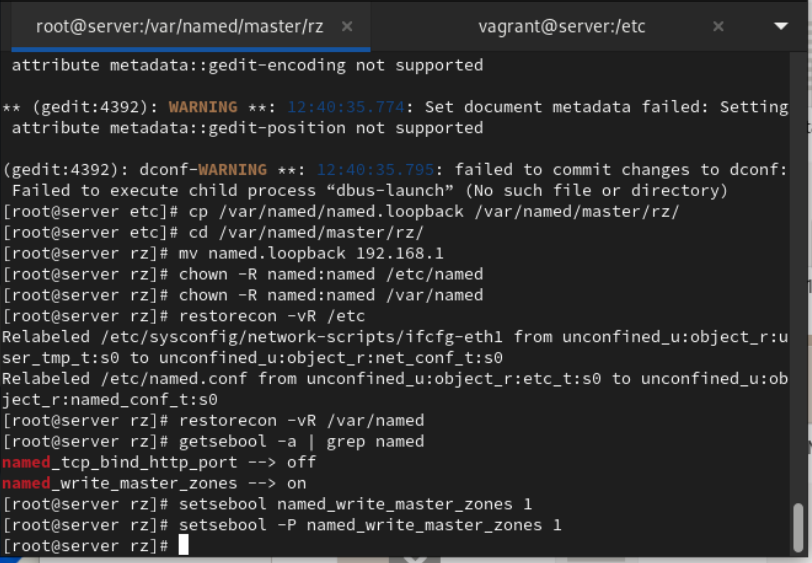 root@server:/var/named/master/rz ×
vagrant@server:/etc ×
 attribute metadata::gedit-encoding not supported
** (gedit:4392): WARNING **: 12:40:35.774: Set document metadata failed: Setting
 attribute metadata::gedit-position not supported
(gedit:4392): dconf-WARNING **: 12:40:35.795: failed to commit changes to dconf:
 Failed to execute child process “dbus-launch” (No such file or directory)
[root@server etc]# cp /var/named/named.loopback /var/named/master/rz/
[root@server etc]# cd /var/named/master/rz/
[root@server rz]# mv named.loopback 192.168.1
[root@server rz]# chown -R named:named /etc/named
[root@server rz]# chown -R named:named /var/named
[root@server rz]# restorecon -vR /etc
Relabeled /etc/sysconfig/network-scripts/ifcfg-eth1 from unconfined_u:object_r:u
ser_tmp_t:s0 to unconfined_u:object_r:net_conf_t:s0
Relabeled /etc/named.conf from unconfined_u:object_r:etc_t:s0 to unconfined_u:ob
ject_r:named_conf_t:s0
[root@server rz]# restorecon -vR /var/named
[root@server rz]# getsebool -a | grep named
named_tcp_bind_http_port --> off
named_write_master_zones --> on
[root@server rz]# setsebool named_write_master_zones 1
[root@server rz]# setsebool -P named_write_master_zones 1
[root@server rz]#